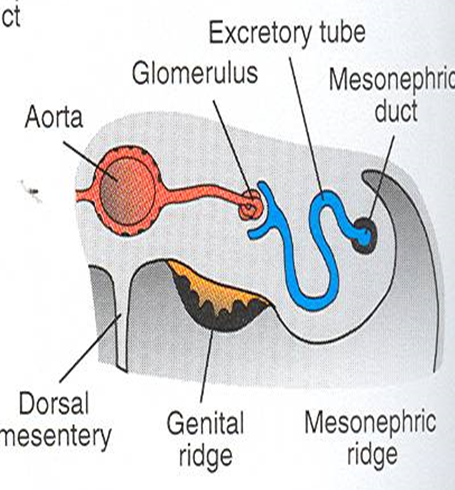 ct
Excretory tube
Glomerulus
Mesonephric
duct
Aorta
Dorsal
mesentery
Genital
ridge
Mesonephric
ridge